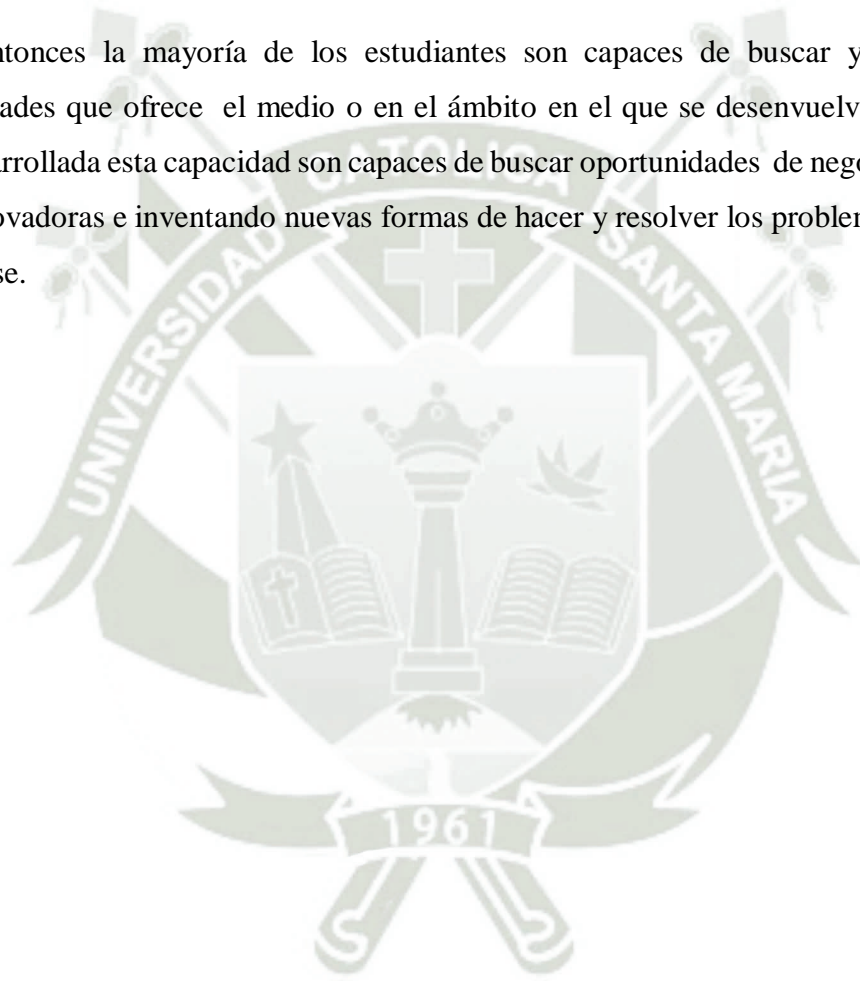 ntonces la mayoría de los estudiantes son capaces de buscar y
ades que ofrece el medio o en el ámbito en el que se desenvuelv
rrollada esta capacidad son capaces de buscar oportunidades de nego
ovadoras e inventando nuevas formas de hacer y resolver los problem
se.
UNIVERSIDAD CATOLICA SANTA MARIA
1961